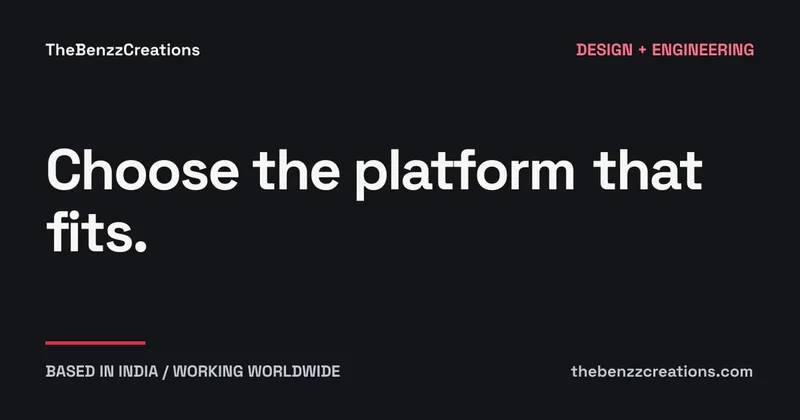 TheBenzzCreations
DESIGN + ENGINEERING
Choose the platform that
fits.
BASED IN INDIA / WORKING WORLDWIDE
thebenzzcreations.com